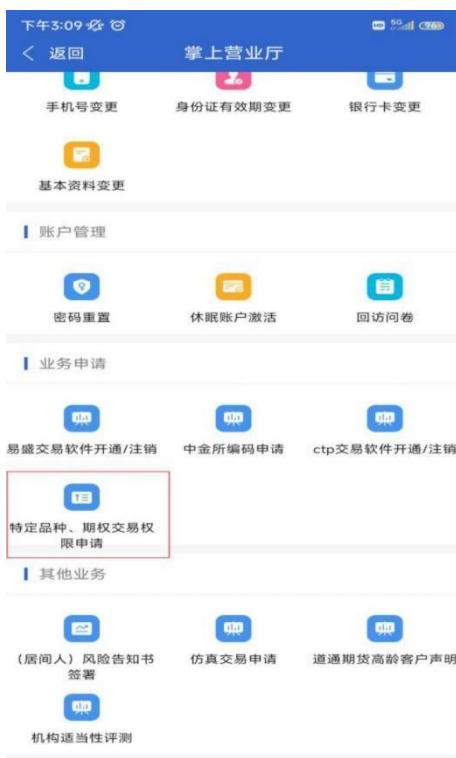 下午3:09
HD 5G 76
返回 掌上营业厅
手机号变更 身份证有效期变更 银行卡变更
基本资料变更
账户管理
密码重置 休眠账户激活 回访问卷
业务申请
易盛交易软件开通/注销 中金所编码申请 ctp交易软件开通/注销
特定品种、期权交易权
限申请
其他业务
(居间人)风险告知书 仿真交易申请 道通期货高龄客户声明
签署
机构适当性评测